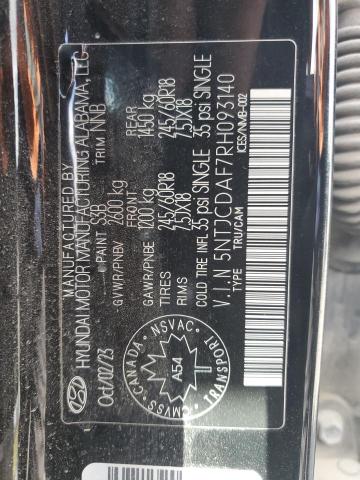 MANUFACTURED BY
HYUNDAI MOTOR MANUFACTURING ALABAMA, LLC
Oct/02/23 PAINT: S3B TRIM: NNB
GVWR/PNBV 2600 kg FRONT REAR
GAWR/PNBE 1200 kg 1450 kg
TIRES 245/60R18 245/60R18
RIMS 7.5JX18 7.5JX18
COLD TIRE INFL. 35 psi SINGLE 35 psi SINGLE
V.I.N 5NTJCDAF7RH093140
TYPE: TRU/CAM ICES/NMB-002
CMVSS · CANADA · NSVAC
A54